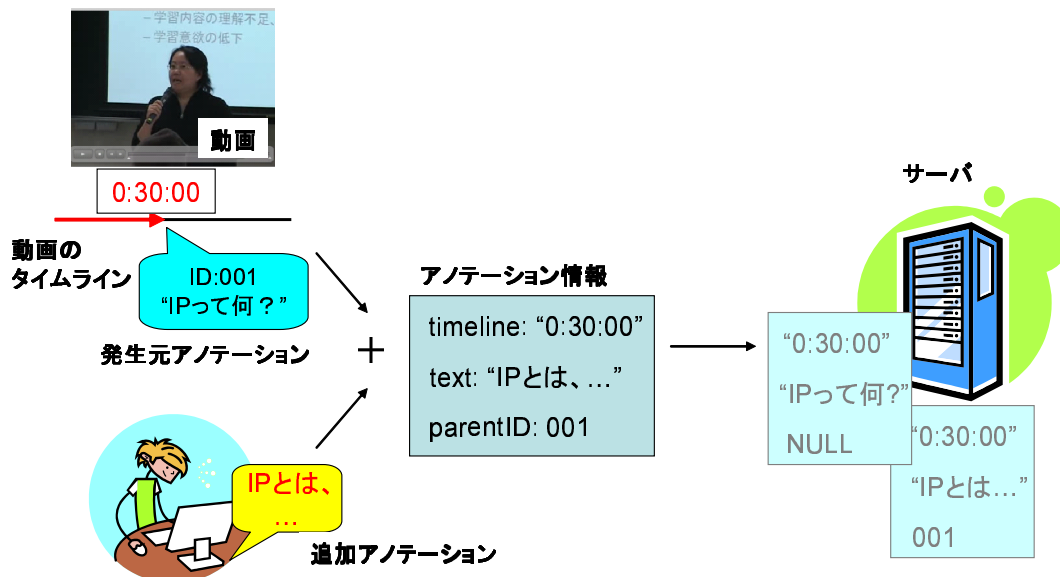 – 学習内容の理解不足、
– 学習意欲の低下
動画
0:30:00
動画の
タイムライン
ID:001
“IPって何？”
発生元アノテーション
+
IPとは、
…
追加アノテーション
アノテーション情報
timeline: “0:30:00”
text: “IPとは、…”
parentID: 001
サーバ
“0:30:00”
“IPって何?”
NULL
“0:30:00”
“IPとは…”
001